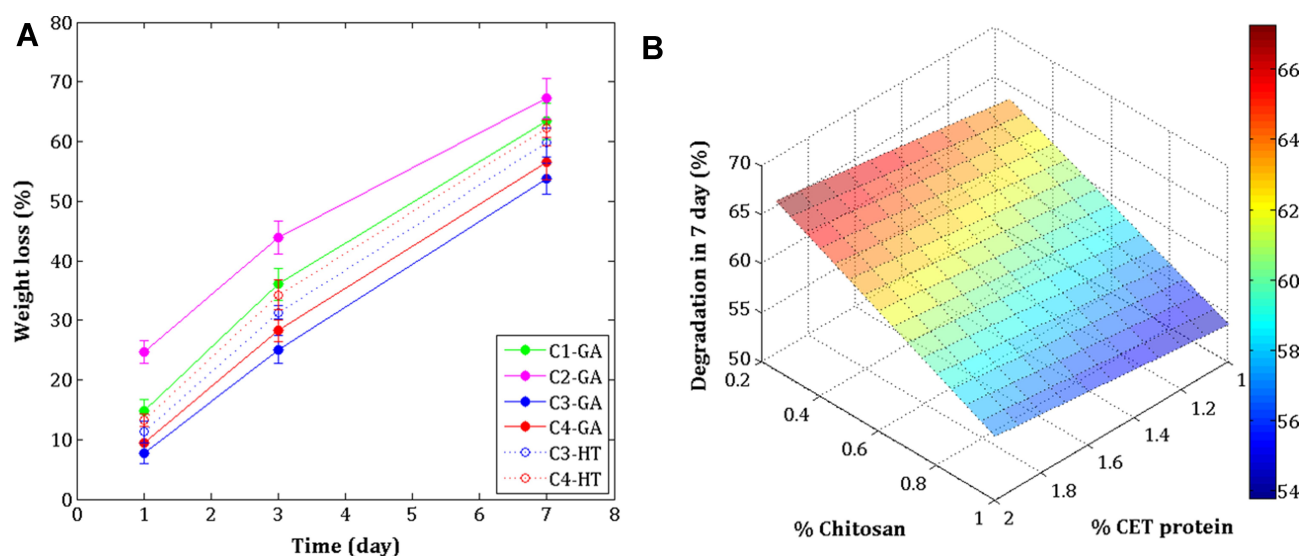 A
80
70
60
50
40
30
20
10
0
0 1 2 3 4 5 6 7 8
Weight loss (%)
Time (day)
C1-GA
C2-GA
C3-GA
C4-GA
C3-HT
C4-HT
B
Degradation in 7 day (%)
70
65
60
55
50
0.2
0.4
0.6
0.8
1
% Chitosan
2
1.8
1.6
1.4
1.2
1
% CET protein
66
64
62
60
58
56
54